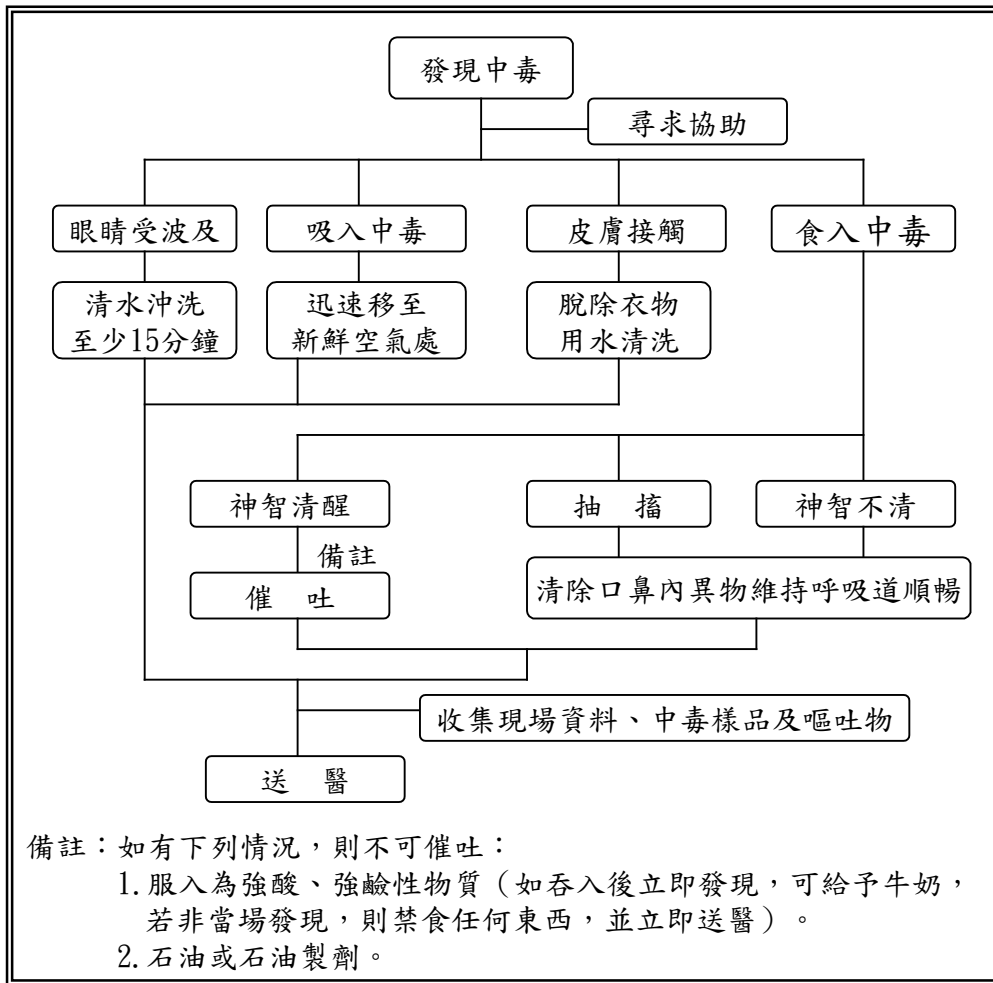 發現中毒
尋求協助
眼睛受波及
吸入中毒
皮膚接觸
食入中毒
清水沖洗
至少15分鐘
迅速移至
新鮮空氣處
脫除衣物
用水清洗
神智清醒
抽　搐
神智不清
備註
催　吐
清除口鼻內異物維持呼吸道順暢
收集現場資料、中毒樣品及嘔吐物
送　醫
備註：如有下列情況，則不可催吐：
1.服入為強酸、強鹼性物質（如吞入後立即發現，可給予牛奶，
若非當場發現，則禁食任何東西，並立即送醫）。
2.石油或石油製劑。